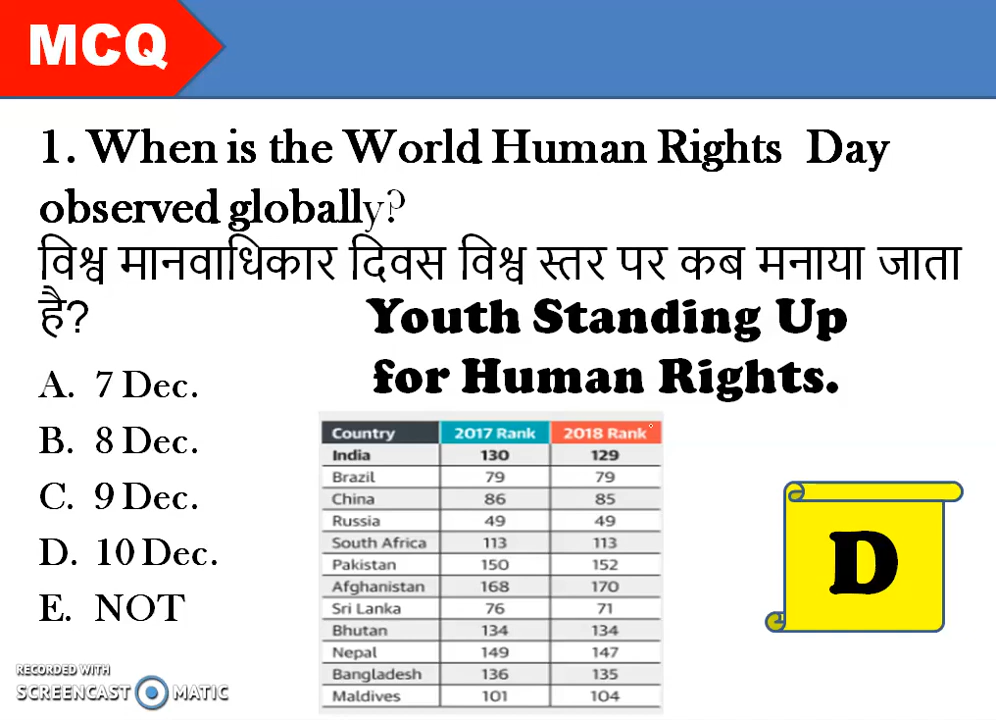 MCQ
1. When is the World Human Rights Day
observed globally?
विश्व मानवाधिकार दिवस विश्व स्तर पर कब मनाया जाता
है?
Youth Standing Up
for Human Rights.
A. 7 Dec.
B. 8 Dec.
C. 9 Dec.
D. 10 Dec.
E. NOT
Country 2017 Rank 2018 Rank
India 130 129
Brazil 79 79
China 86 85
Russia 49 49
South Africa 113 113
Pakistan 150 152
Afghanistan 168 170
Sri Lanka 76 71
Bhutan 134 134
Nepal 149 147
Bangladesh 136 135
Maldives 101 104
D
RECORDED WITH
SCREENCAST MATIC